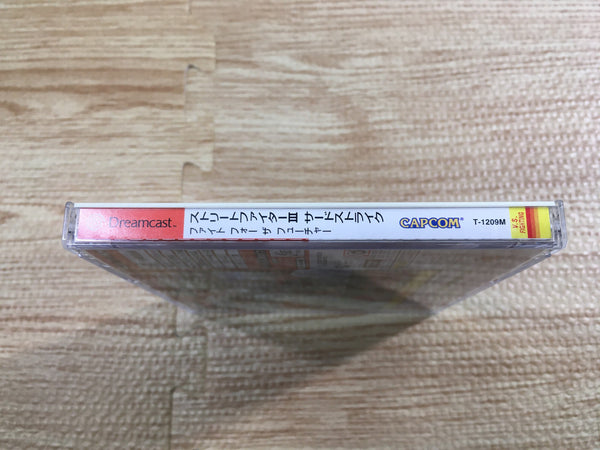 Dreamcast™
ストリートファイターIII サードストライク
ファイト フォー ザ フューチャー
CAPCOM®
T-1209M
V.S.
FIGHTING